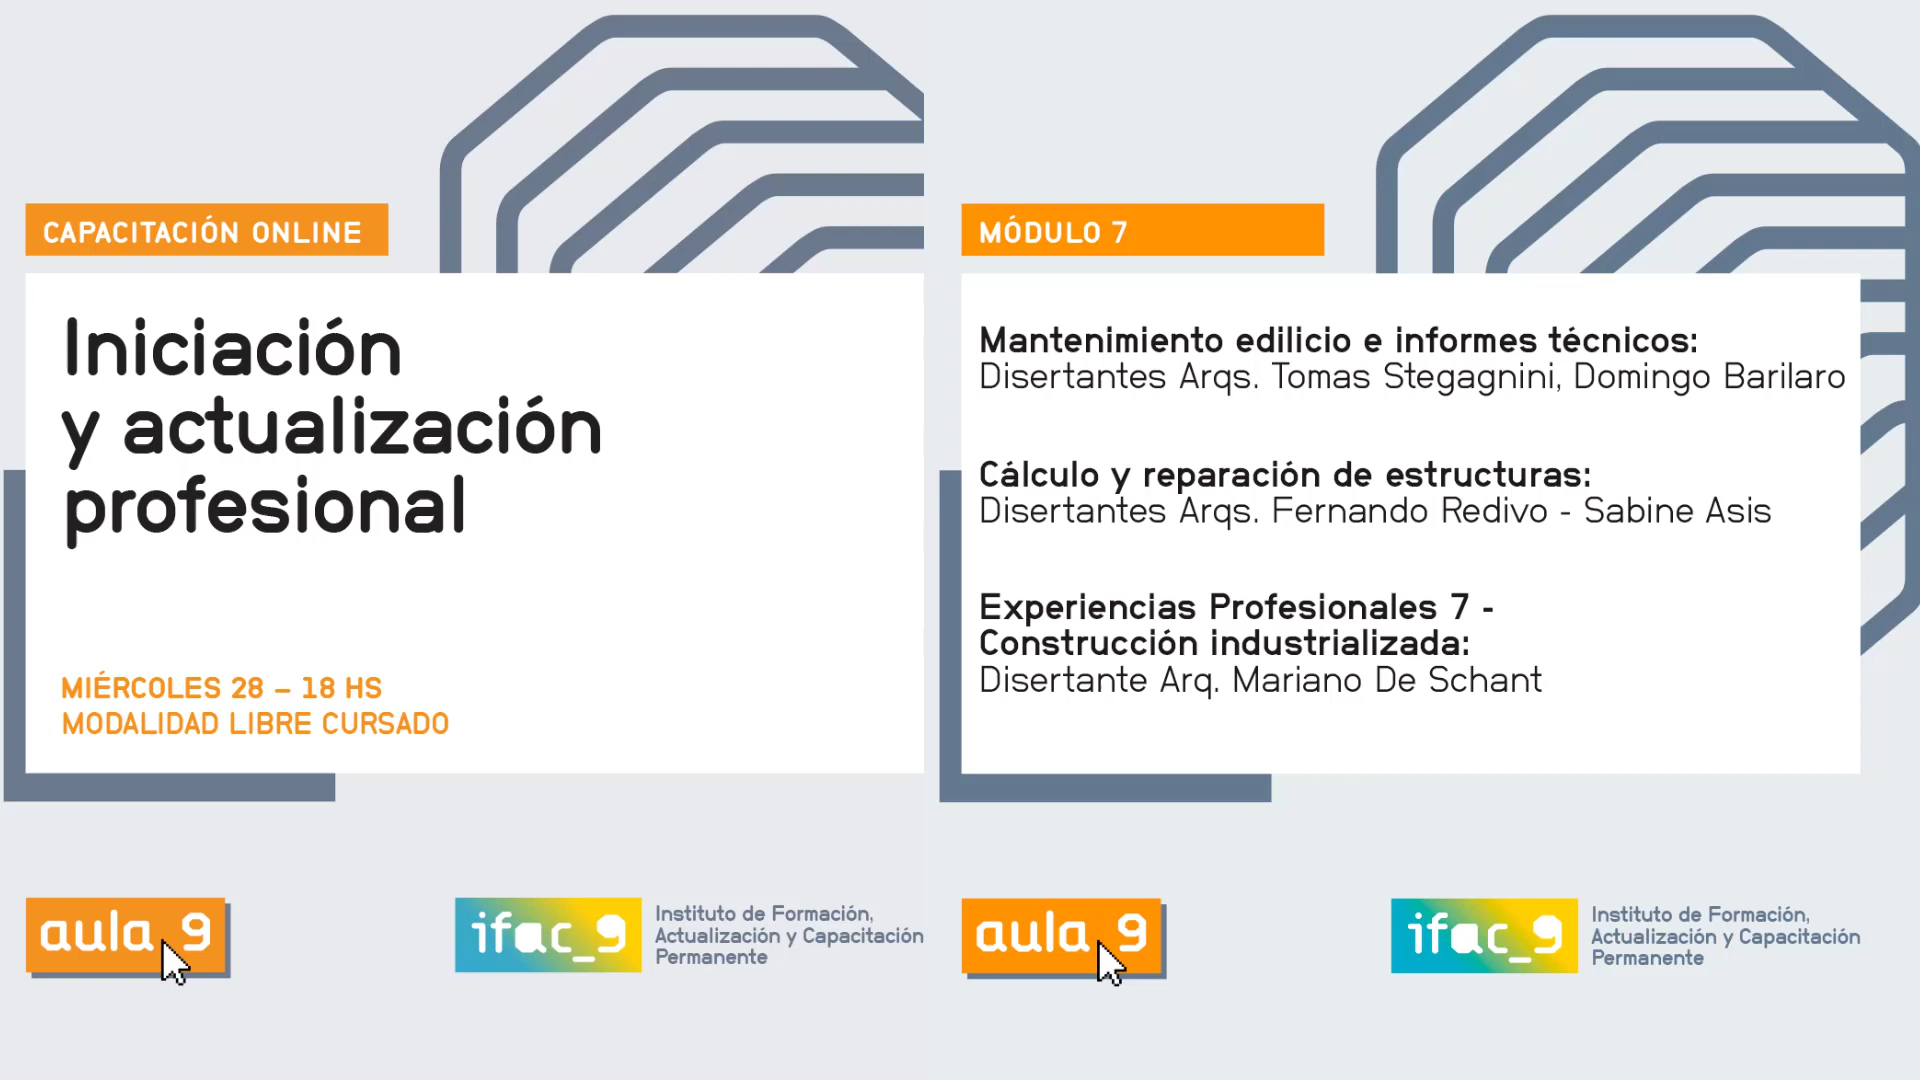 CAPACITACIÓN ONLINE
Iniciación
y actualización
profesional
MIÉRCOLES 28 – 18 HS
MODALIDAD LIBRE CURSADO
aula 9
ifac_9
Instituto de Formación,
Actualización y Capacitación
Permanente
MÓDULO 7
Mantenimiento edilicio e informes técnicos:
Disertantes Arqs. Tomas Stegagnini, Domingo Barilaro
Cálculo y reparación de estructuras:
Disertantes Arqs. Fernando Redivo - Sabine Asis
Experiencias Profesionales 7 -
Construcción industrializada:
Disertante Arq. Mariano De Schant
aula 9
ifac_9
Instituto de Formación,
Actualización y Capacitación
Permanente